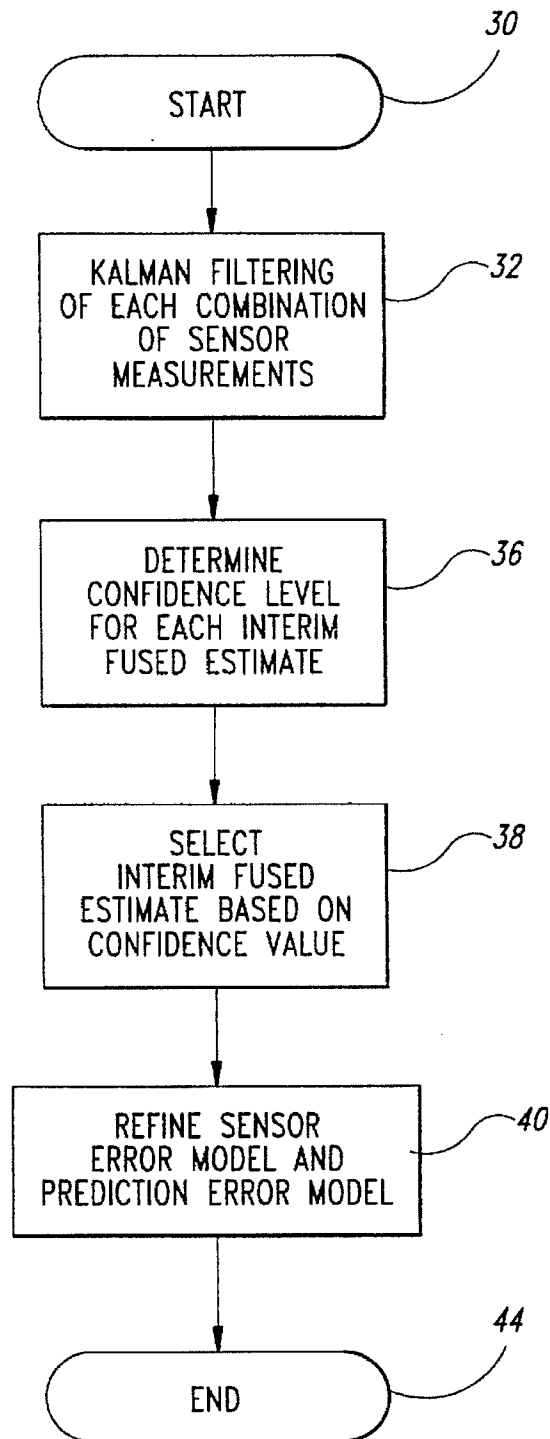 30
START
KALMAN FILTERING
OF EACH COMBINATION
OF SENSOR
MEASUREMENTS
32
DETERMINE
CONFIDENCE LEVEL
FOR EACH INTERIM
FUSED ESTIMATE
36
SELECT
INTERIM FUSED
ESTIMATE BASED ON
CONFIDENCE VALUE
38
REFINE SENSOR
ERROR MODEL AND
PREDICTION ERROR MODEL
40
44
END